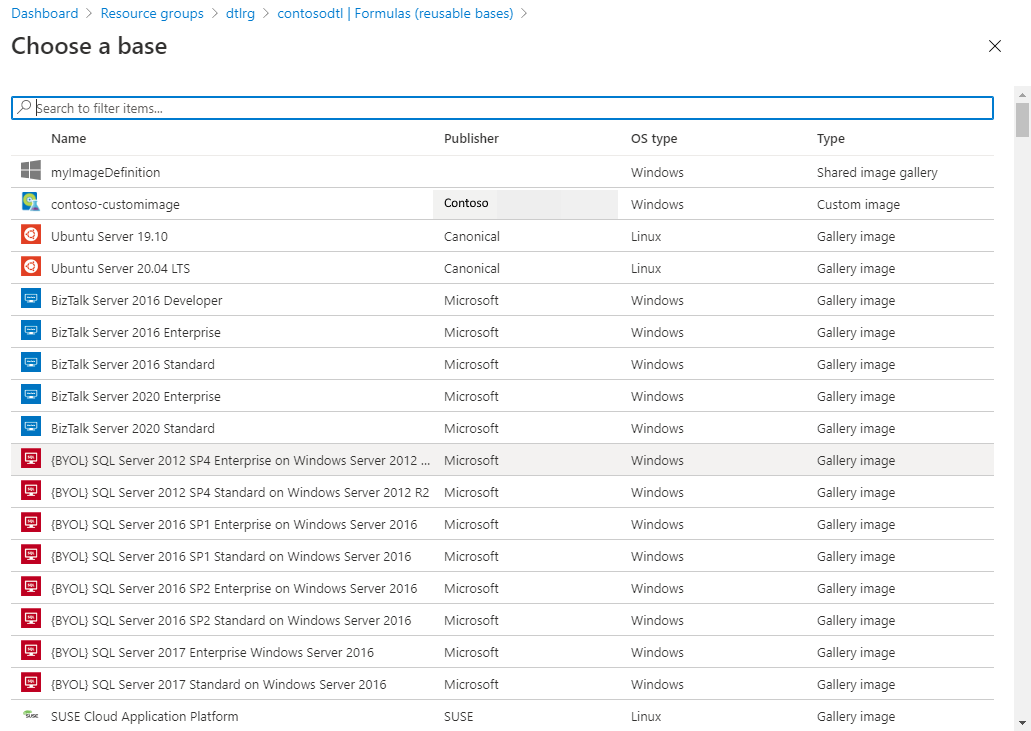 Dashboard > Resource groups > dtlrg > contosodtl | Formulas (reusable bases) >
Choose a base
Search to filter items...
Name Publisher OS type Type
myImageDefinition Windows Shared image gallery
contoso-customimage Contoso Windows Custom image
Ubuntu Server 19.10 Canonical Linux Gallery image
Ubuntu Server 20.04 LTS Canonical Linux Gallery image
BizTalk Server 2016 Developer Microsoft Windows Gallery image
BizTalk Server 2016 Enterprise Microsoft Windows Gallery image
BizTalk Server 2016 Standard Microsoft Windows Gallery image
BizTalk Server 2020 Enterprise Microsoft Windows Gallery image
BizTalk Server 2020 Standard Microsoft Windows Gallery image
{BYOL} SQL Server 2012 SP4 Enterprise on Windows Server 2012 ... Microsoft Windows Gallery image
{BYOL} SQL Server 2012 SP4 Standard on Windows Server 2012 R2 Microsoft Windows Gallery image
{BYOL} SQL Server 2016 SP1 Enterprise on Windows Server 2016 Microsoft Windows Gallery image
{BYOL} SQL Server 2016 SP1 Standard on Windows Server 2016 Microsoft Windows Gallery image
{BYOL} SQL Server 2016 SP2 Enterprise on Windows Server 2016 Microsoft Windows Gallery image
{BYOL} SQL Server 2016 SP2 Standard on Windows Server 2016 Microsoft Windows Gallery image
{BYOL} SQL Server 2017 Enterprise Windows Server 2016 Microsoft Windows Gallery image
{BYOL} SQL Server 2017 Standard on Windows Server 2016 Microsoft Windows Gallery image
SUSE SUSE Cloud Application Platform SUSE Linux Gallery image